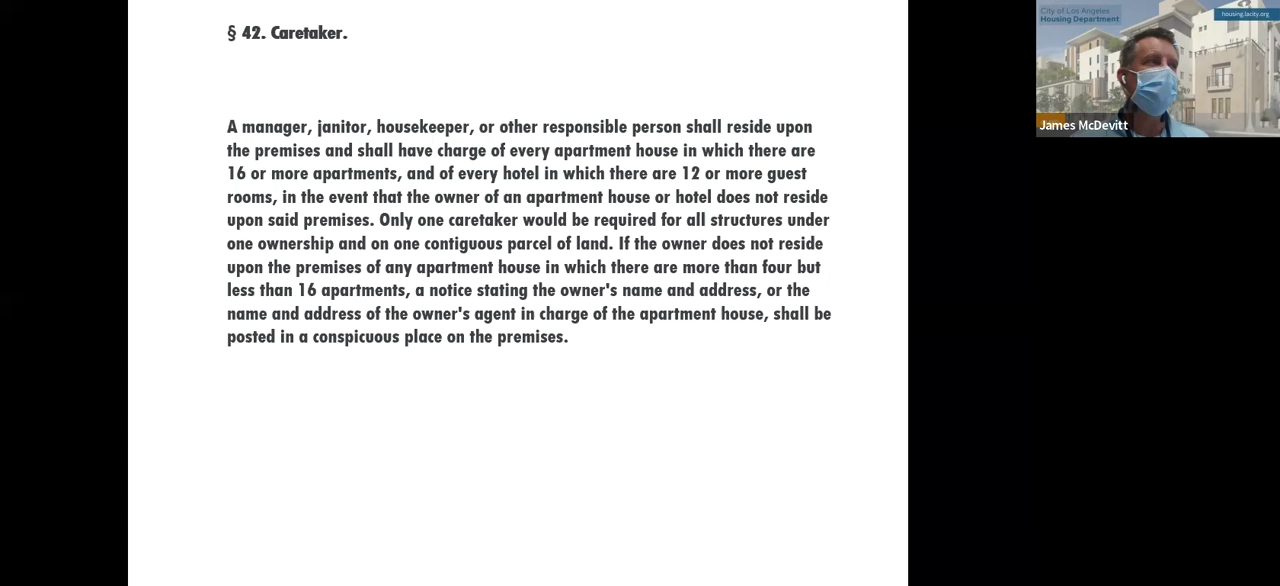 § 42. Caretaker.
A manager, janitor, housekeeper, or other responsible person shall reside upon
the premises and shall have charge of every apartment house in which there are
16 or more apartments, and of every hotel in which there are 12 or more guest
rooms, in the event that the owner of an apartment house or hotel does not reside
upon said premises. Only one caretaker would be required for all structures under
one ownership and on one contiguous parcel of land. If the owner does not reside
upon the premises of any apartment house in which there are more than four but
less than 16 apartments, a notice stating the owner's name and address, or the
name and address of the owner's agent in charge of the apartment house, shall be
posted in a conspicuous place on the premises.
City of Los Angeles
Housing Department
housing.lacity.org
James McDevitt